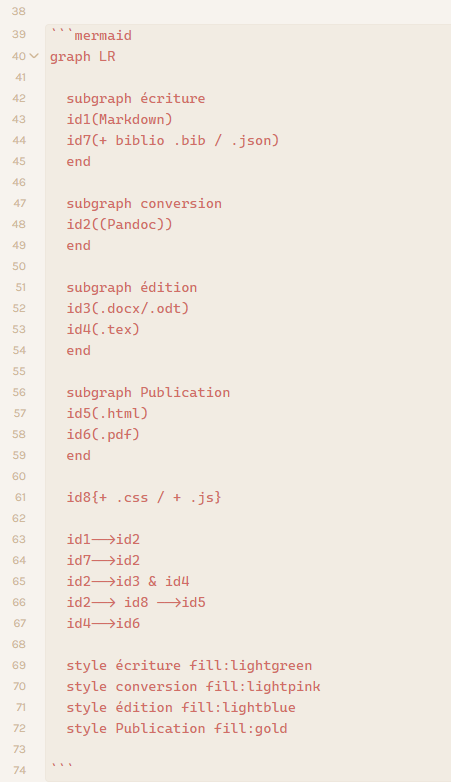 38
39 ```mermaid
40 graph LR
41
42 subgraph écriture
43 id1(Markdown)
44 id7(+ biblio .bib / .json)
45 end
46
47 subgraph conversion
48 id2((Pandoc))
49 end
50
51 subgraph édition
52 id3(.docx/.odt)
53 id4(.tex)
54 end
55
56 subgraph Publication
57 id5(.html)
58 id6(.pdf)
59 end
60
61 id8{+ .css / + .js}
62
63 id1-->id2
64 id7-->id2
65 id2-->id3 & id4
66 id2--> id8 -->id5
67 id4-->id6
68
69 style écriture fill:lightgreen
70 style conversion fill:lightpink
71 style édition fill:lightblue
72 style Publication fill:gold
73
74 ```